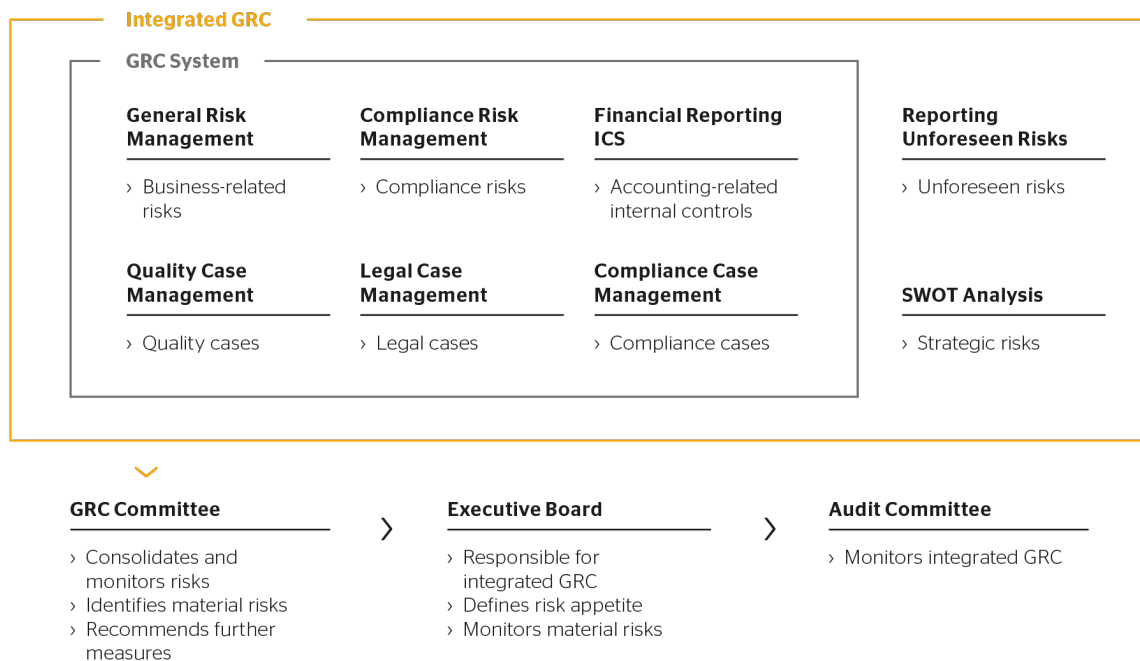 Integrated GRC
GRC System
General Risk
Management
› Business-related
risks
Compliance Risk
Management
› Compliance risks
Financial Reporting
ICS
› Accounting-related
internal controls
Reporting
Unforeseen Risks
› Unforeseen risks
Quality Case
Management
› Quality cases
Legal Case
Management
› Legal cases
Compliance Case
Management
› Compliance cases
SWOT Analysis
› Strategic risks
GRC Committee
› Consolidates and
monitors risks
› Identifies material risks
› Recommends further
measures
Executive Board
› Responsible for
integrated GRC
› Defines risk appetite
› Monitors material risks
Audit Committee
› Monitors integrated GRC